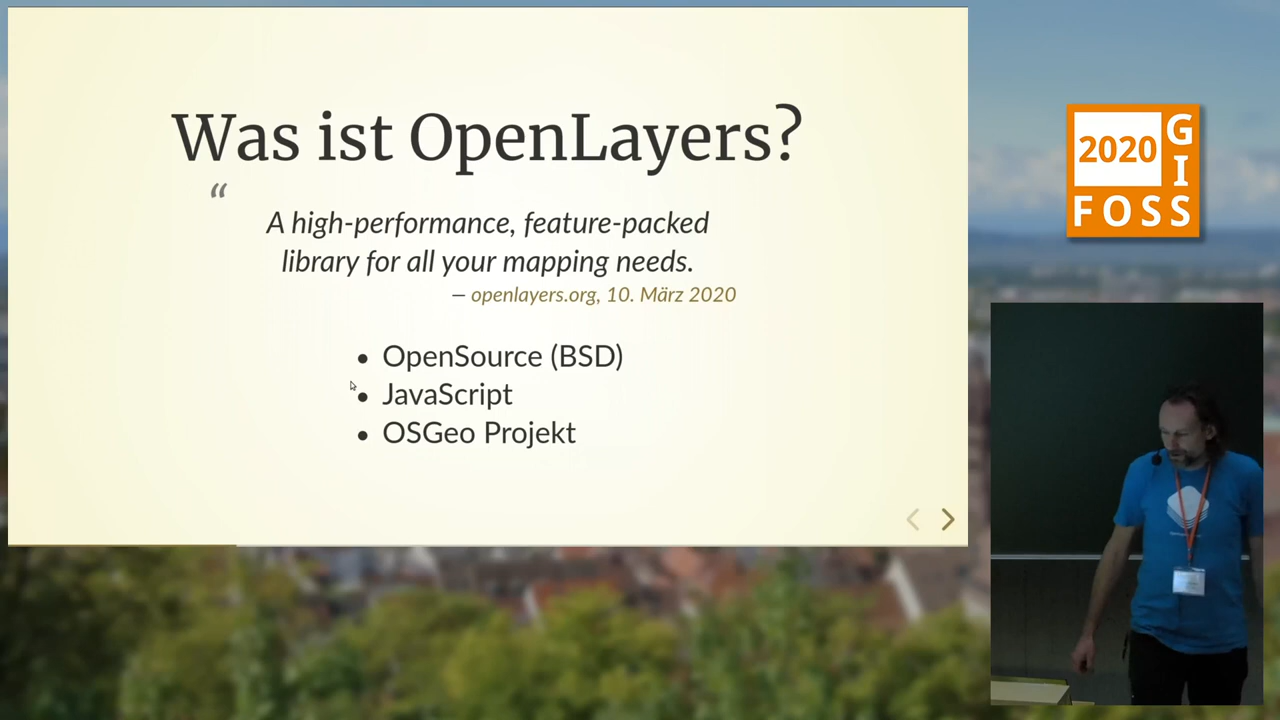 Was ist OpenLayers?
“
A high-performance, feature-packed
library for all your mapping needs.
— openlayers.org, 10. März 2020
• OpenSource (BSD)
• JavaScript
• OSGeo Projekt
2020 G
I
FOSS